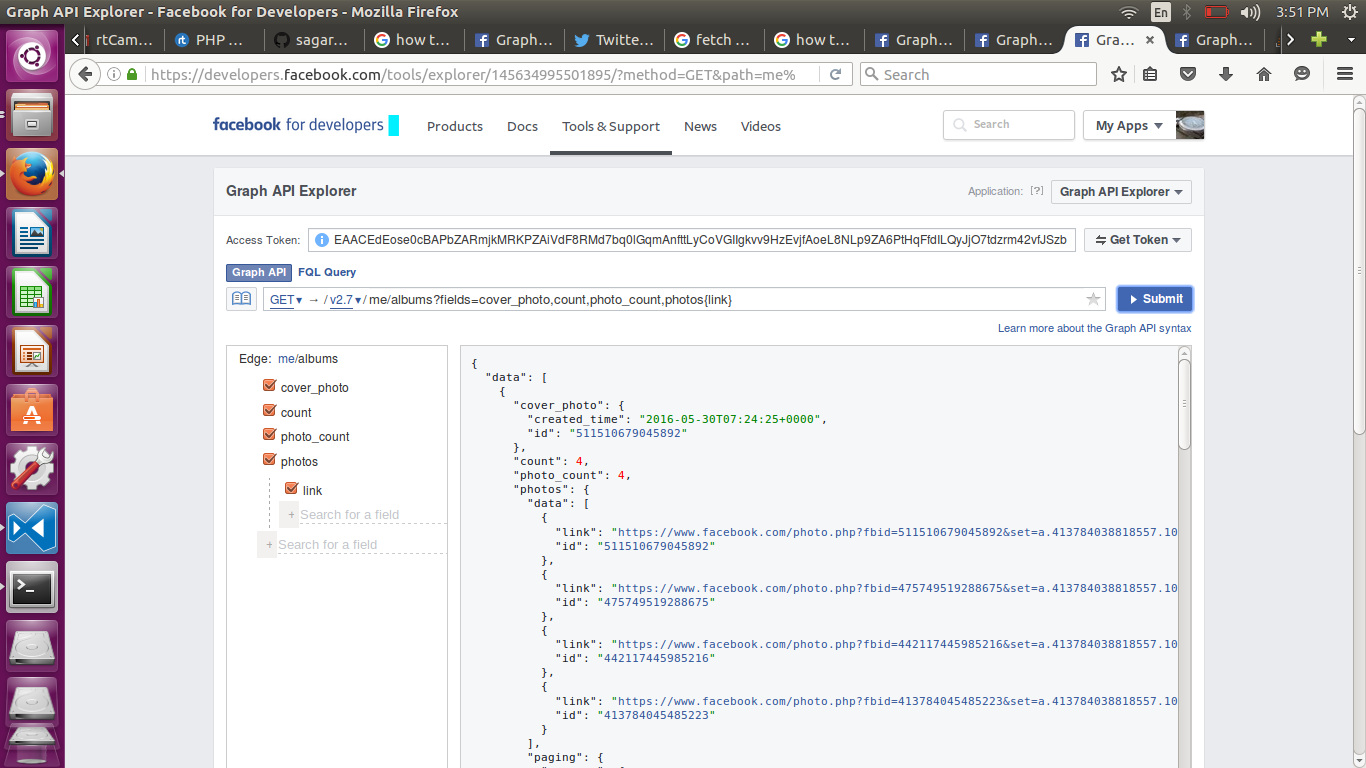 Graph API Explorer - Facebook for Developers - Mozilla Firefox
En
3:51 PM
rtCam...
PHP ...
sagar...
how t...
Graph...
Twitte...
fetch ...
how t...
Graph...
Graph...
Gra...
Graph...
https://developers.facebook.com/tools/explorer/145634995501895/?method=GET&path=me%
Search
facebook for developers
Products
Docs
Tools & Support
News
Videos
Search
My Apps
Graph API Explorer
Application: [?]
Graph API Explorer
Access Token:
Get Token
Graph API
FQL Query
GET → / v2.7 / me/albums?fields=cover_photo,count,photo_count,photos{link}
Submit
Learn more about the Graph API syntax
Edge: me/albums
cover_photo
count
photo_count
photos
link
+ Search for a field
+ Search for a field
{
"data": [
{
"cover_photo": {
"created_time": "2016-05-30T07:24:25+0000",
"id": "511510679045892"
},
"count": 4,
"photo_count": 4,
"photos": {
"data": [
{
"link": "https://www.facebook.com/photo.php?fbid=511510679045892&set=a.413784038818557.10
"id": "511510679045892"
},
{
"link": "https://www.facebook.com/photo.php?fbid=475749519288675&set=a.413784038818557.10
"id": "475749519288675"
},
{
"link": "https://www.facebook.com/photo.php?fbid=442117445985216&set=a.413784038818557.10
"id": "442117445985216"
},
{
"link": "https://www.facebook.com/photo.php?fbid=413784045485223&set=a.413784038818557.10
"id": "413784045485223"
}
],
"paging": {